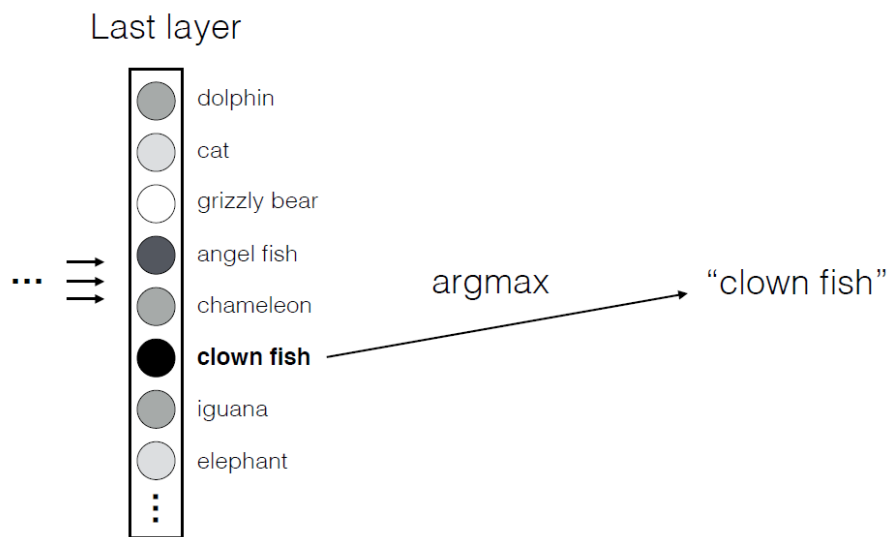 Last layer
dolphin
cat
grizzly bear
angel fish
chameleon
clown fish
iguana
elephant
⋮
...
argmax
“clown fish”